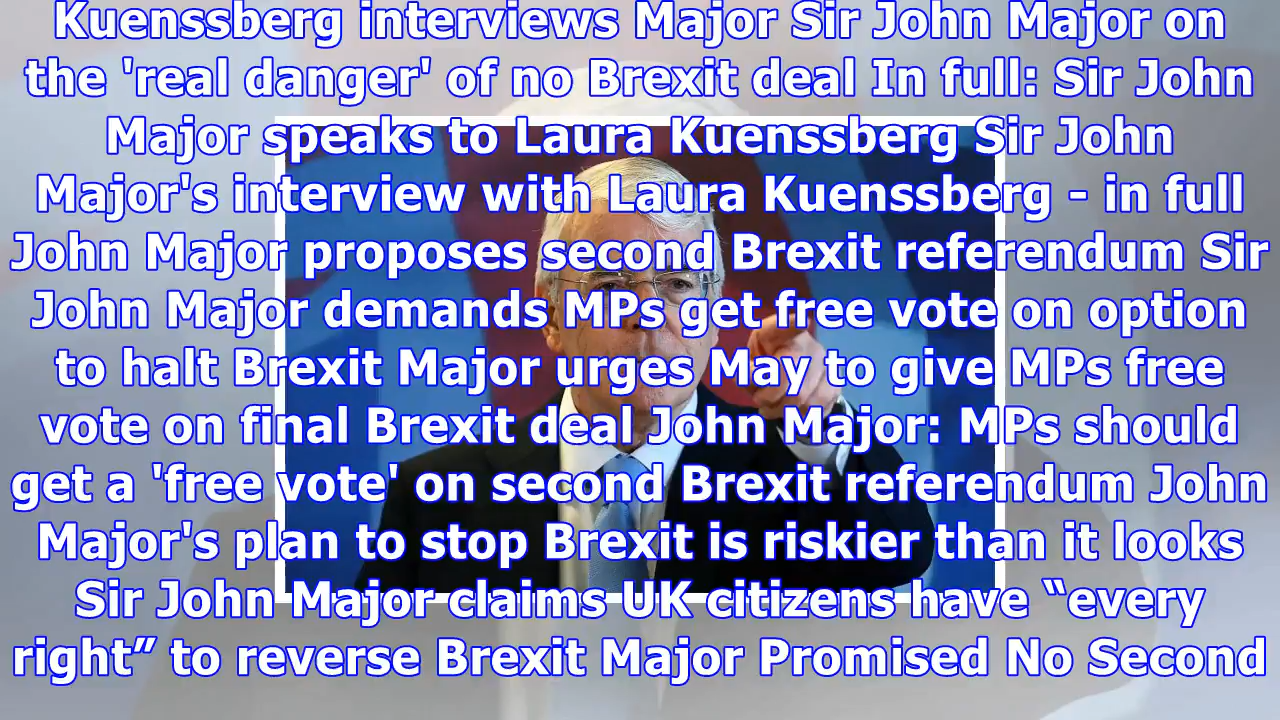 Kuenssberg interviews Major Sir John Major on
the 'real danger' of no Brexit deal In full: Sir John
Major speaks to Laura Kuenssberg Sir John
Major's interview with Laura Kuenssberg - in full
John Major proposes second Brexit referendum Sir
John Major demands MPs get free vote on option
to halt Brexit Major urges May to give MPs free
vote on final Brexit deal John Major: MPs should
get a 'free vote' on second Brexit referendum John
Major's plan to stop Brexit is riskier than it looks
Sir John Major claims UK citizens have “every
right” to reverse Brexit Major Promised No Second